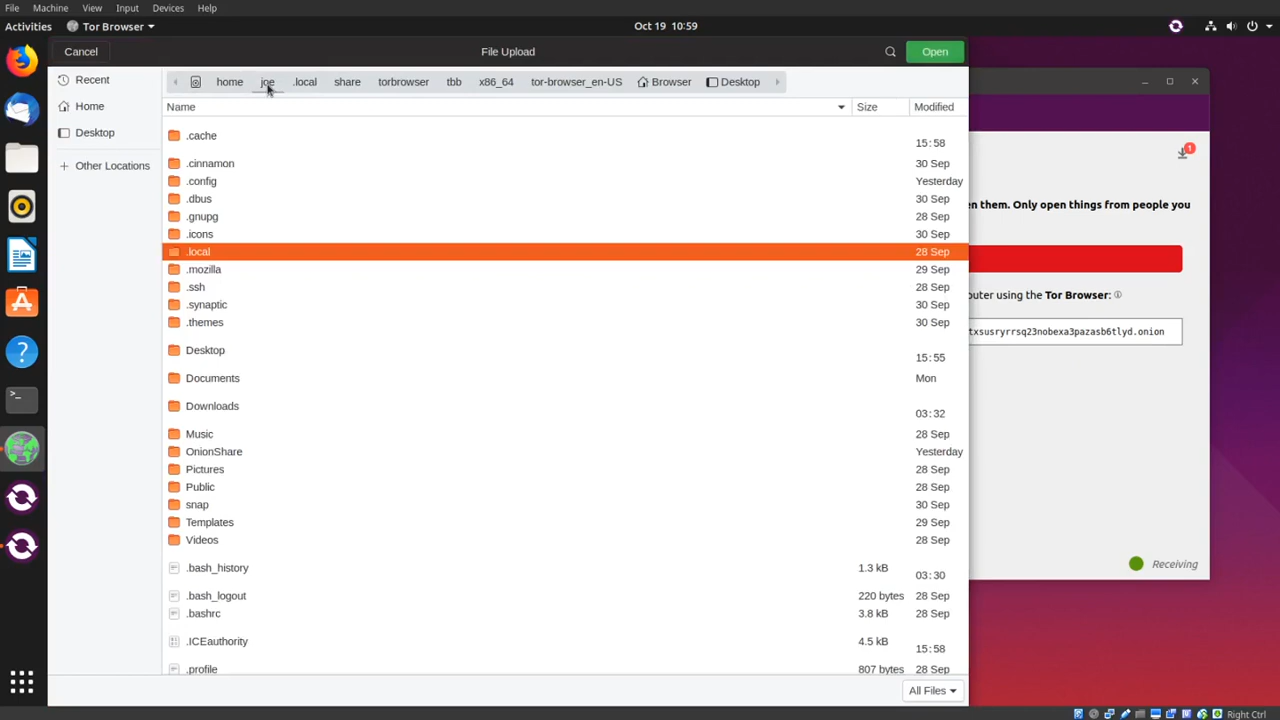 File Machine View Input Devices Help
Activities Tor Browser Oct 19 10:59
Cancel File Upload Open
Recent
Home
Desktop
Other Locations
home joe .local share torbrowser tbb x86_64 tor-browser_en-US Browser Desktop
Name Size Modified
.cache 15:58
.cinnamon 30 Sep
.config Yesterday
.dbus 30 Sep
.gnupg 28 Sep
.icons 30 Sep
.local 28 Sep
.mozilla 29 Sep
.ssh 28 Sep
.synaptic 30 Sep
.themes 30 Sep
Desktop 15:55
Documents Mon
Downloads 03:32
Music 28 Sep
OnionShare Yesterday
Pictures 28 Sep
Public 28 Sep
snap 30 Sep
Templates 29 Sep
Videos 28 Sep
.bash_history 1.3 kB 03:30
.bash_logout 220 bytes 28 Sep
.bashrc 3.8 kB 28 Sep
.ICEauthority 4.5 kB 15:58
.profile 807 bytes 28 Sep
All Files
1
en them. Only open things from people you
outer using the Tor Browser:
txsusryrrsq23nobexa3pazasb6tlyd.onion
Receiving
Right Ctrl